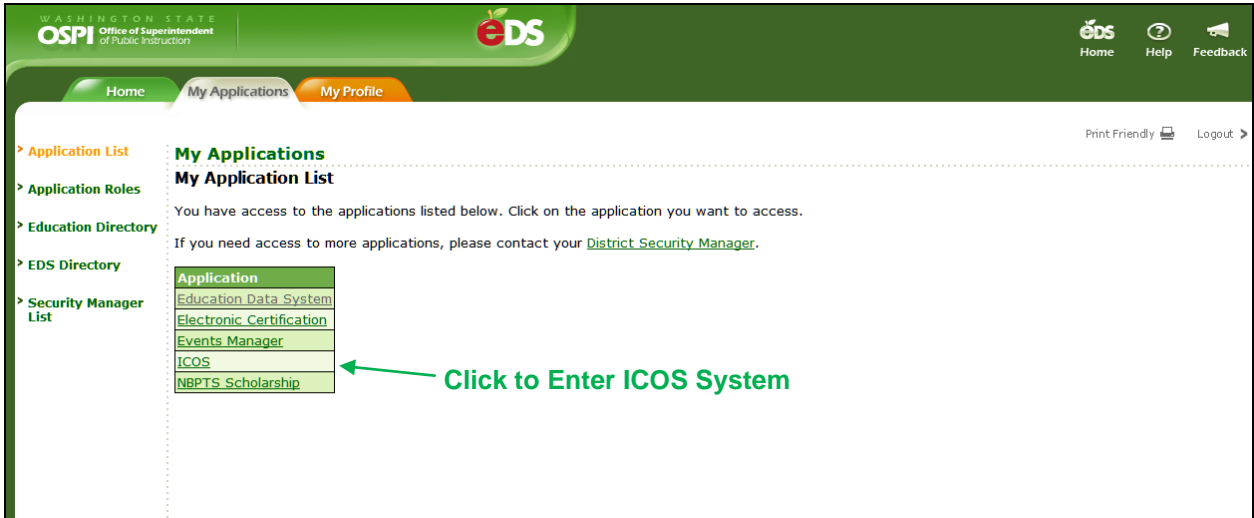 WASHINGTON STATE
OSPI Office of Superintendent
of Public Instruction
eDS
eDS
Home
Help
Feedback
Home
My Applications
My Profile
Print Friendly
Logout >
> Application List
> Application Roles
> Education Directory
> EDS Directory
> Security Manager
List
My Applications
My Application List
You have access to the applications listed below. Click on the application you want to access.
If you need access to more applications, please contact your District Security Manager.
Application
Education Data System
Electronic Certification
Events Manager
ICOS
NBPTS Scholarship
Click to Enter ICOS System